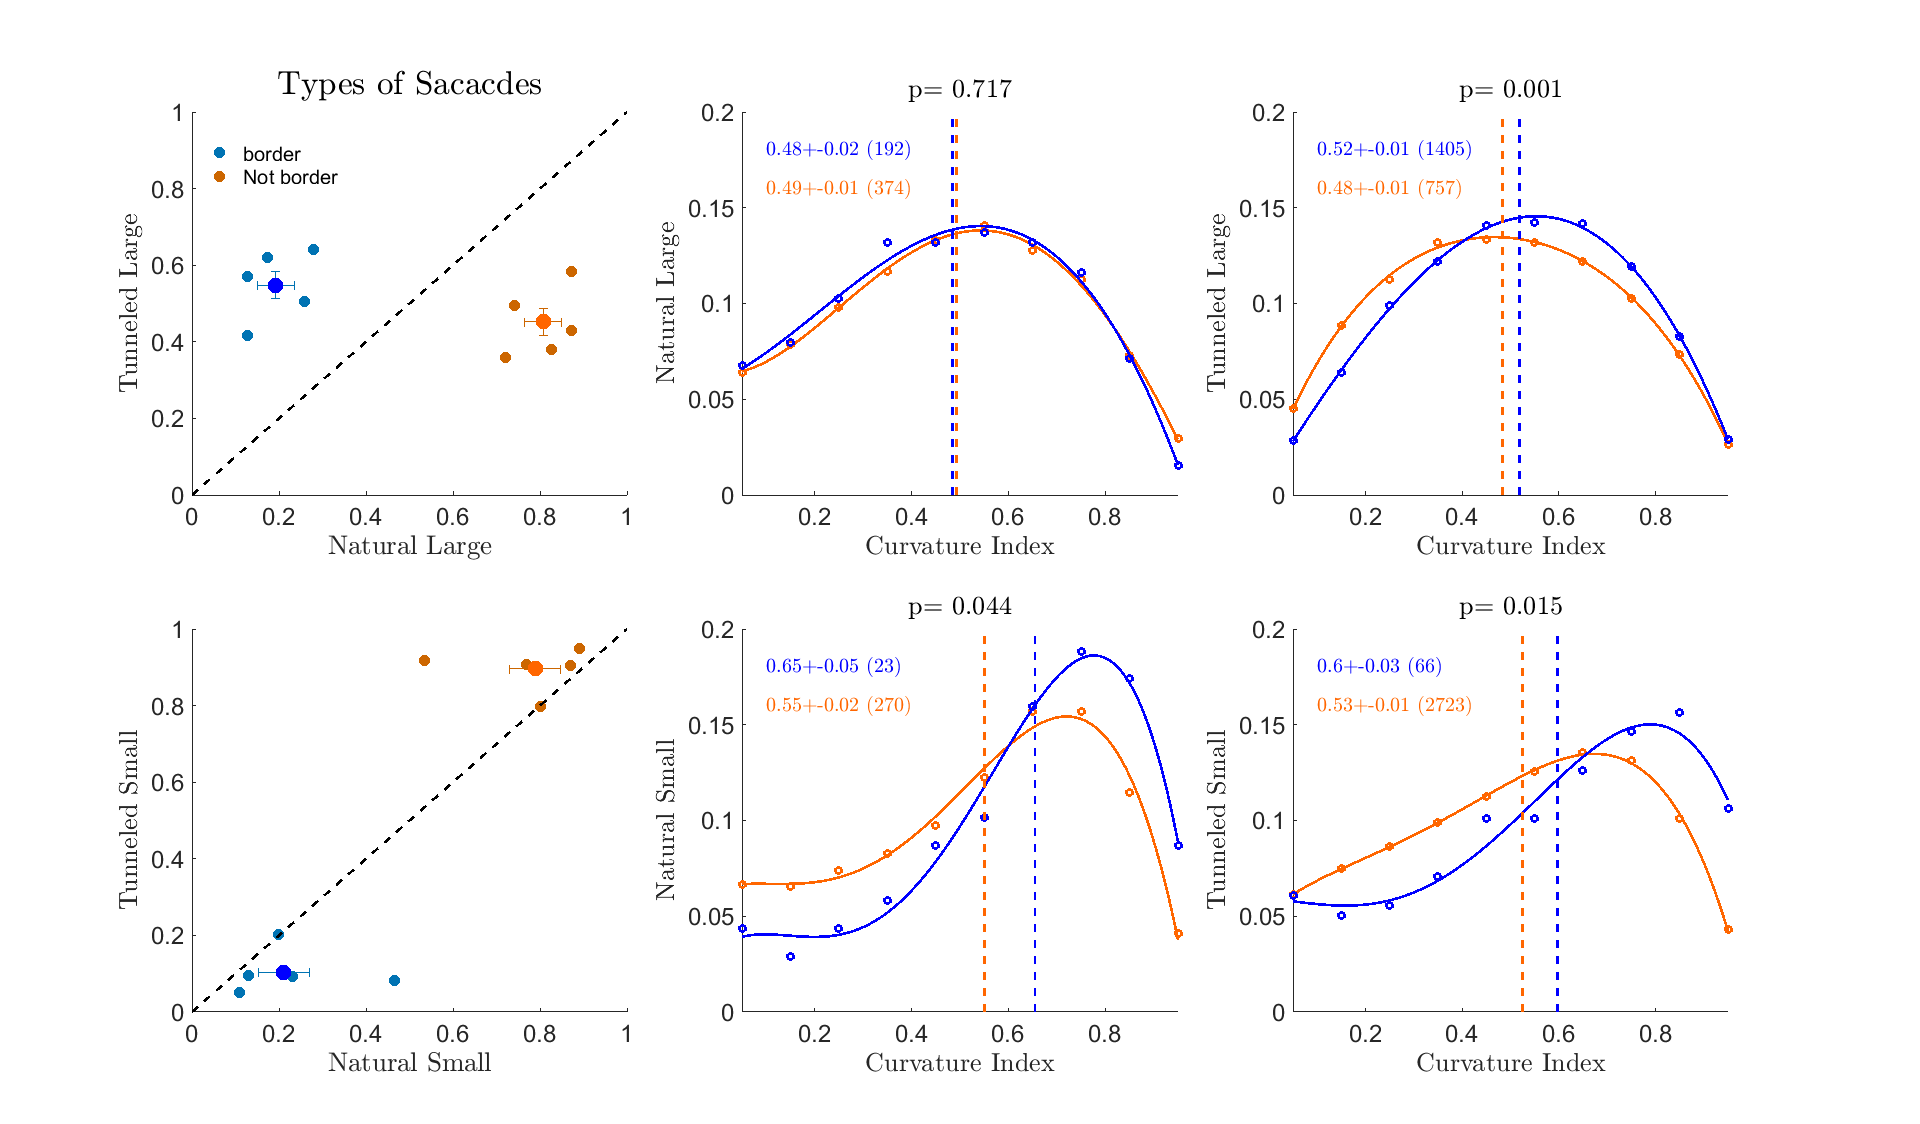 Types of Sacacdes
1
0.8
0.6
0.4
0.2
0
Tunneled Large
border
Not border
0 0.2 0.4 0.6 0.8 1
Natural Large
p= 0.717
0.2
0.15
0.1
0.05
0
Natural Large
0.48+-0.02 (192)
0.49+-0.01 (374)
0.2 0.4 0.6 0.8
Curvature Index
p= 0.001
0.2
0.15
0.1
0.05
0
Tunneled Large
0.52+-0.01 (1405)
0.48+-0.01 (757)
0.2 0.4 0.6 0.8
Curvature Index
1
0.8
0.6
0.4
0.2
0
Tunneled Small
0 0.2 0.4 0.6 0.8 1
Natural Small
p= 0.044
0.2
0.15
0.1
0.05
0
Natural Small
0.65+-0.05 (23)
0.55+-0.02 (270)
0.2 0.4 0.6 0.8
Curvature Index
p= 0.015
0.2
0.15
0.1
0.05
0
Tunneled Small
0.6+-0.03 (66)
0.53+-0.01 (2723)
0.2 0.4 0.6 0.8
Curvature Index